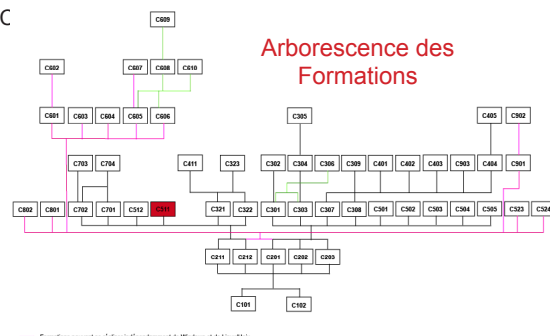 C
C609
Arborescence des
Formations
C602 C607 C608 C610
C601 C603 C604 C605 C606 C305 C405 C902
C703 C704 C411 C323 C302 C304 C306 C309 C401 C402 C403 C903 C404 C901
C802 C801 C702 C701 C512 C511 C321 C322 C301 C303 C307 C308 C501 C502 C503 C504 C505 C523 C524
C211 C212 C201 C202 C203
C101 C102